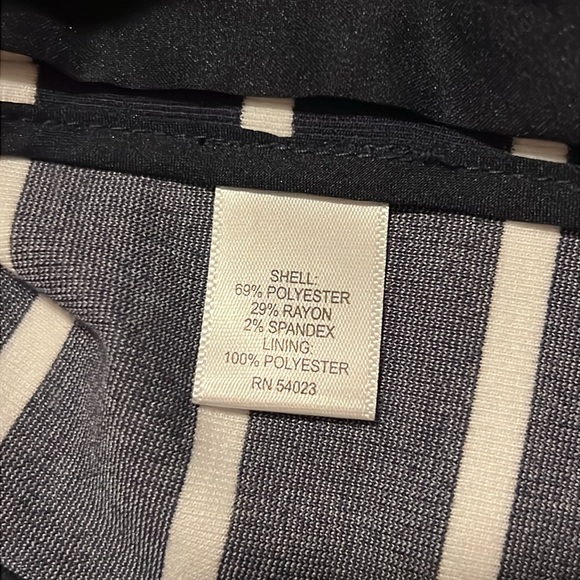 SHELL:
69% POLYESTER
29% RAYON
2% SPANDEX
LINING:
100% POLYESTER
RN 54023